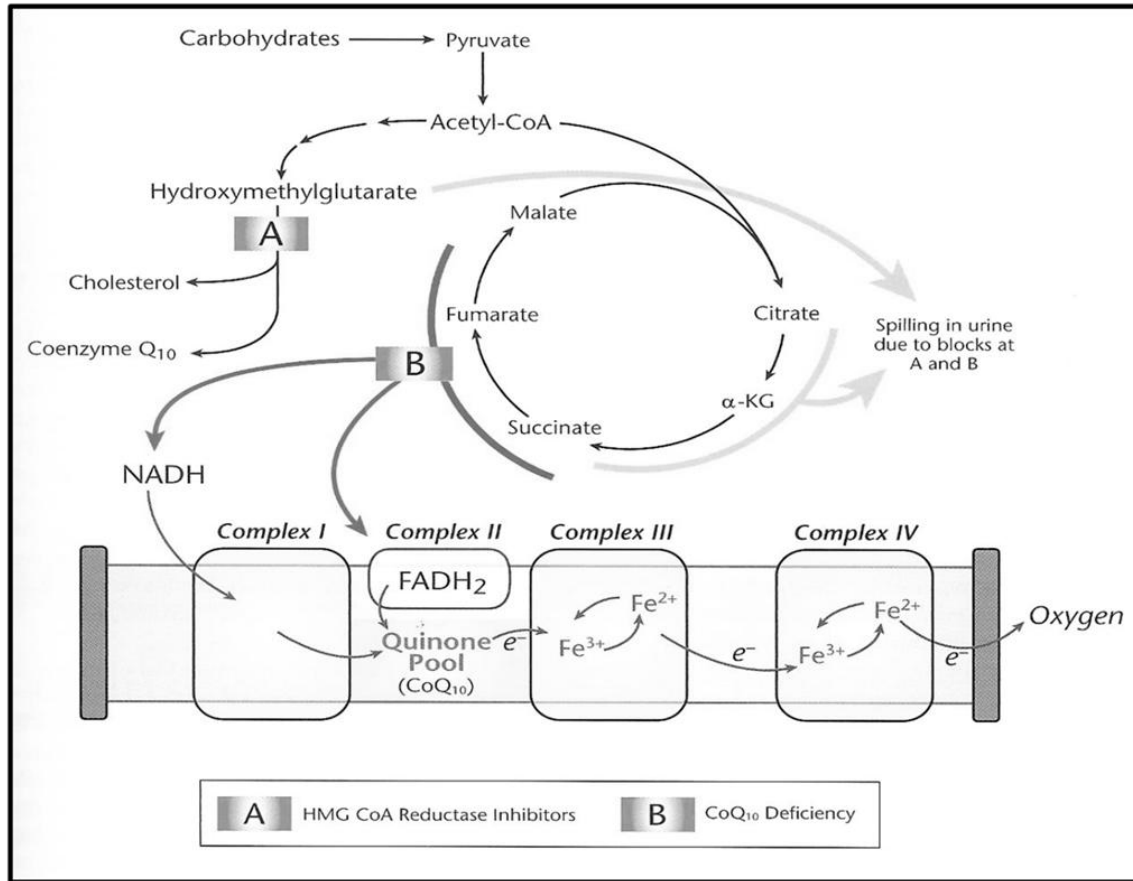 Carbohydrates
Pyruvate
Acetyl-CoA
Hydroxymethylglutarate
A
Malate
Cholesterol
Fumarate
Citrate
Spilling in urine
due to blocks at
A and B
Coenzyme Q₁₀
B
α-KG
Succinate
NADH
Complex I
Complex II
Complex III
Complex IV
FADH₂
Quinone
Pool
(CoQ₁₀)
e⁻
Fe³⁺
Fe²⁺
e⁻
Fe³⁺
Fe²⁺
e⁻
Oxygen
A HMG CoA Reductase Inhibitors
B CoQ₁₀ Deficiency